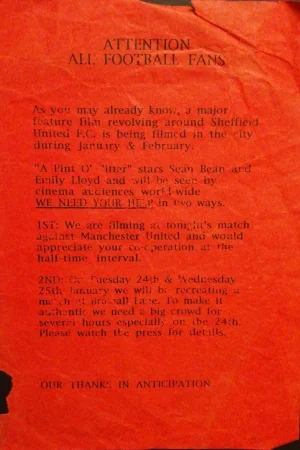 ATTENTION
ALL FOOTBALL FANS
As you may already know, a major
feature film revolving around Sheffield
United F.C. is being filmed in the city
during January & February.
"A Pint O' Bitter" stars Sean Bean and
Emily Lloyd and will be seen by
cinema audiences world-wide
WE NEED YOUR HELP in two ways.
1ST: We are filming at tonight's match
against Manchester United and would
appreciate your co-operation at the
half-time interval.
2ND: On Tuesday 24th & Wednesday
25th January we will be recreating a
match at Bramall Lane. To make it
authentic we need a big crowd for
several hours especially on the 24th.
Please watch the press for details.
OUR THANKS IN ANTICIPATION